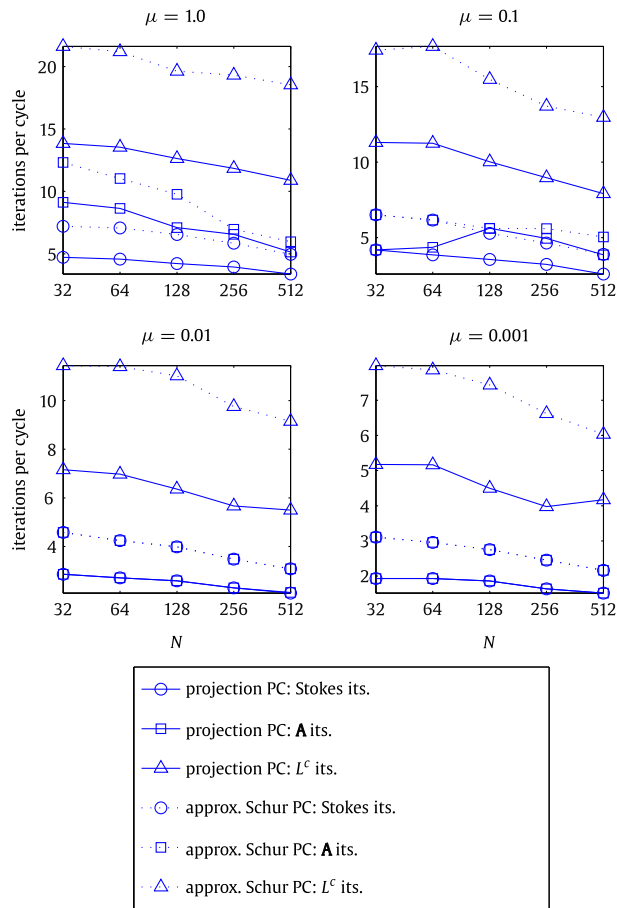 μ = 1.0
μ = 0.1
iterations per cycle
20
15
10
5
32 64 128 256 512
15
10
5
32 64 128 256 512
μ = 0.01
μ = 0.001
iterations per cycle
10
8
6
4
32 64 128 256 512
N
7
6
5
4
3
2
32 64 128 256 512
N
projection PC: Stokes its.
projection PC: A its.
projection PC: Lᶜ its.
approx. Schur PC: Stokes its.
approx. Schur PC: A its.
approx. Schur PC: Lᶜ its.